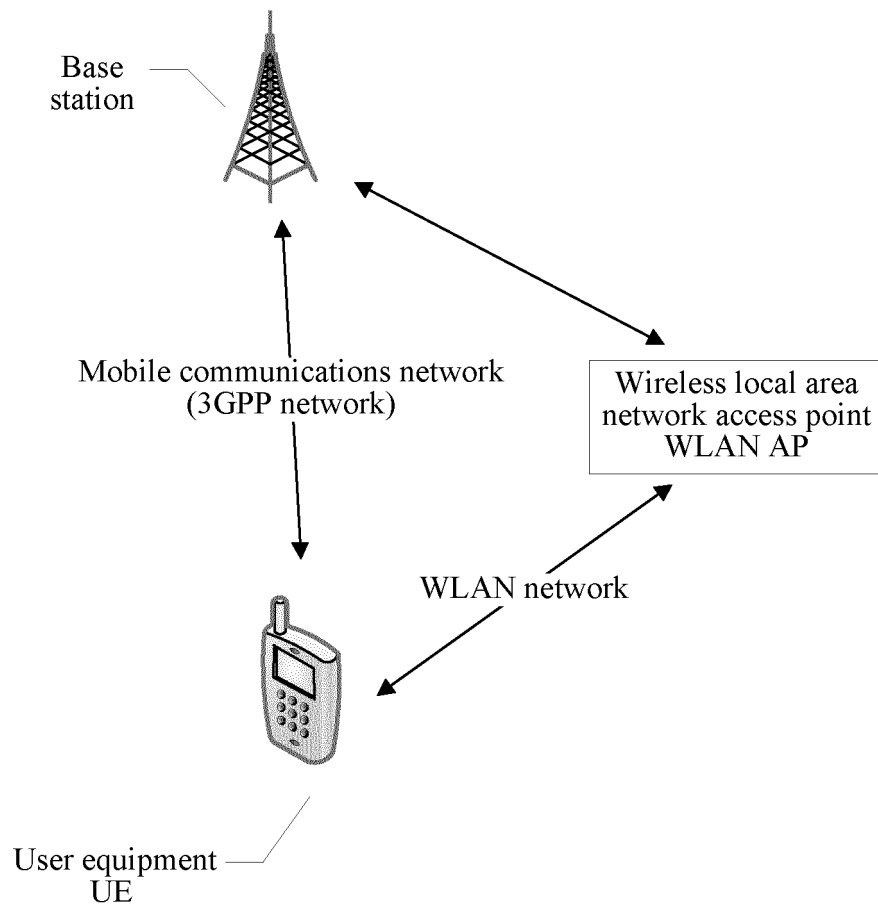 Base
station
Mobile communications network
(3GPP network)
Wireless local area
network access point
WLAN AP
WLAN network
User equipment
UE